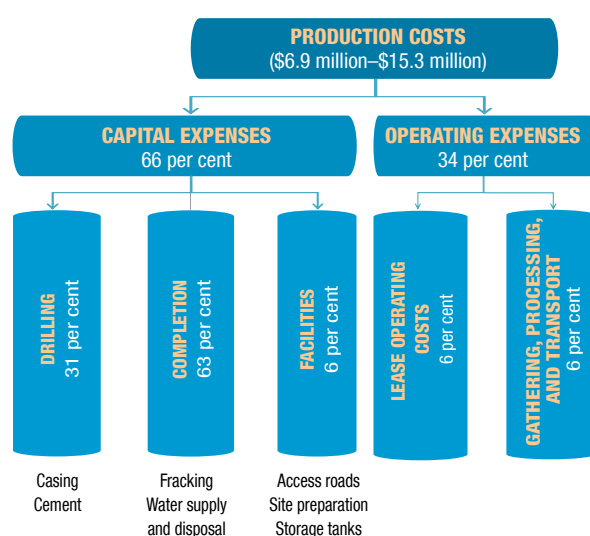 PRODUCTION COSTS
($6.9 million–$15.3 million)
CAPITAL EXPENSES
66 per cent
OPERATING EXPENSES
34 per cent
DRILLING
31 per cent
COMPLETION
63 per cent
FACILITIES
6 per cent
LEASE OPERATING
COSTS
6 per cent
GATHERING, PROCESSING,
AND TRANSPORT
6 per cent
Casing
Cement
Fracking
Water supply
and disposal
Access roads
Site preparation
Storage tanks